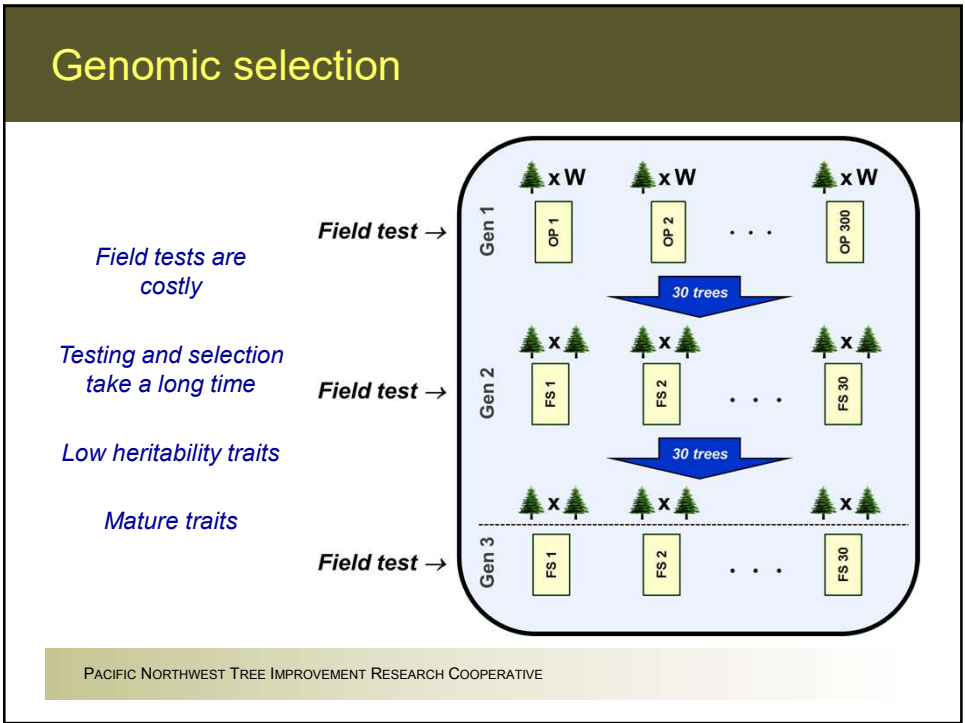 Genomic selection
Field tests are
costly
Testing and selection
take a long time
Low heritability traits
Mature traits
Field test →
Gen 1
x W
x W
x W
OP 1
OP 2
. . .
OP 300
30 trees
Field test →
Gen 2
x
x
x
FS 1
FS 2
. . .
FS 30
30 trees
x
x
x
Field test →
Gen 3
FS 1
FS 2
. . .
FS 30
PACIFIC NORTHWEST TREE IMPROVEMENT RESEARCH COOPERATIVE